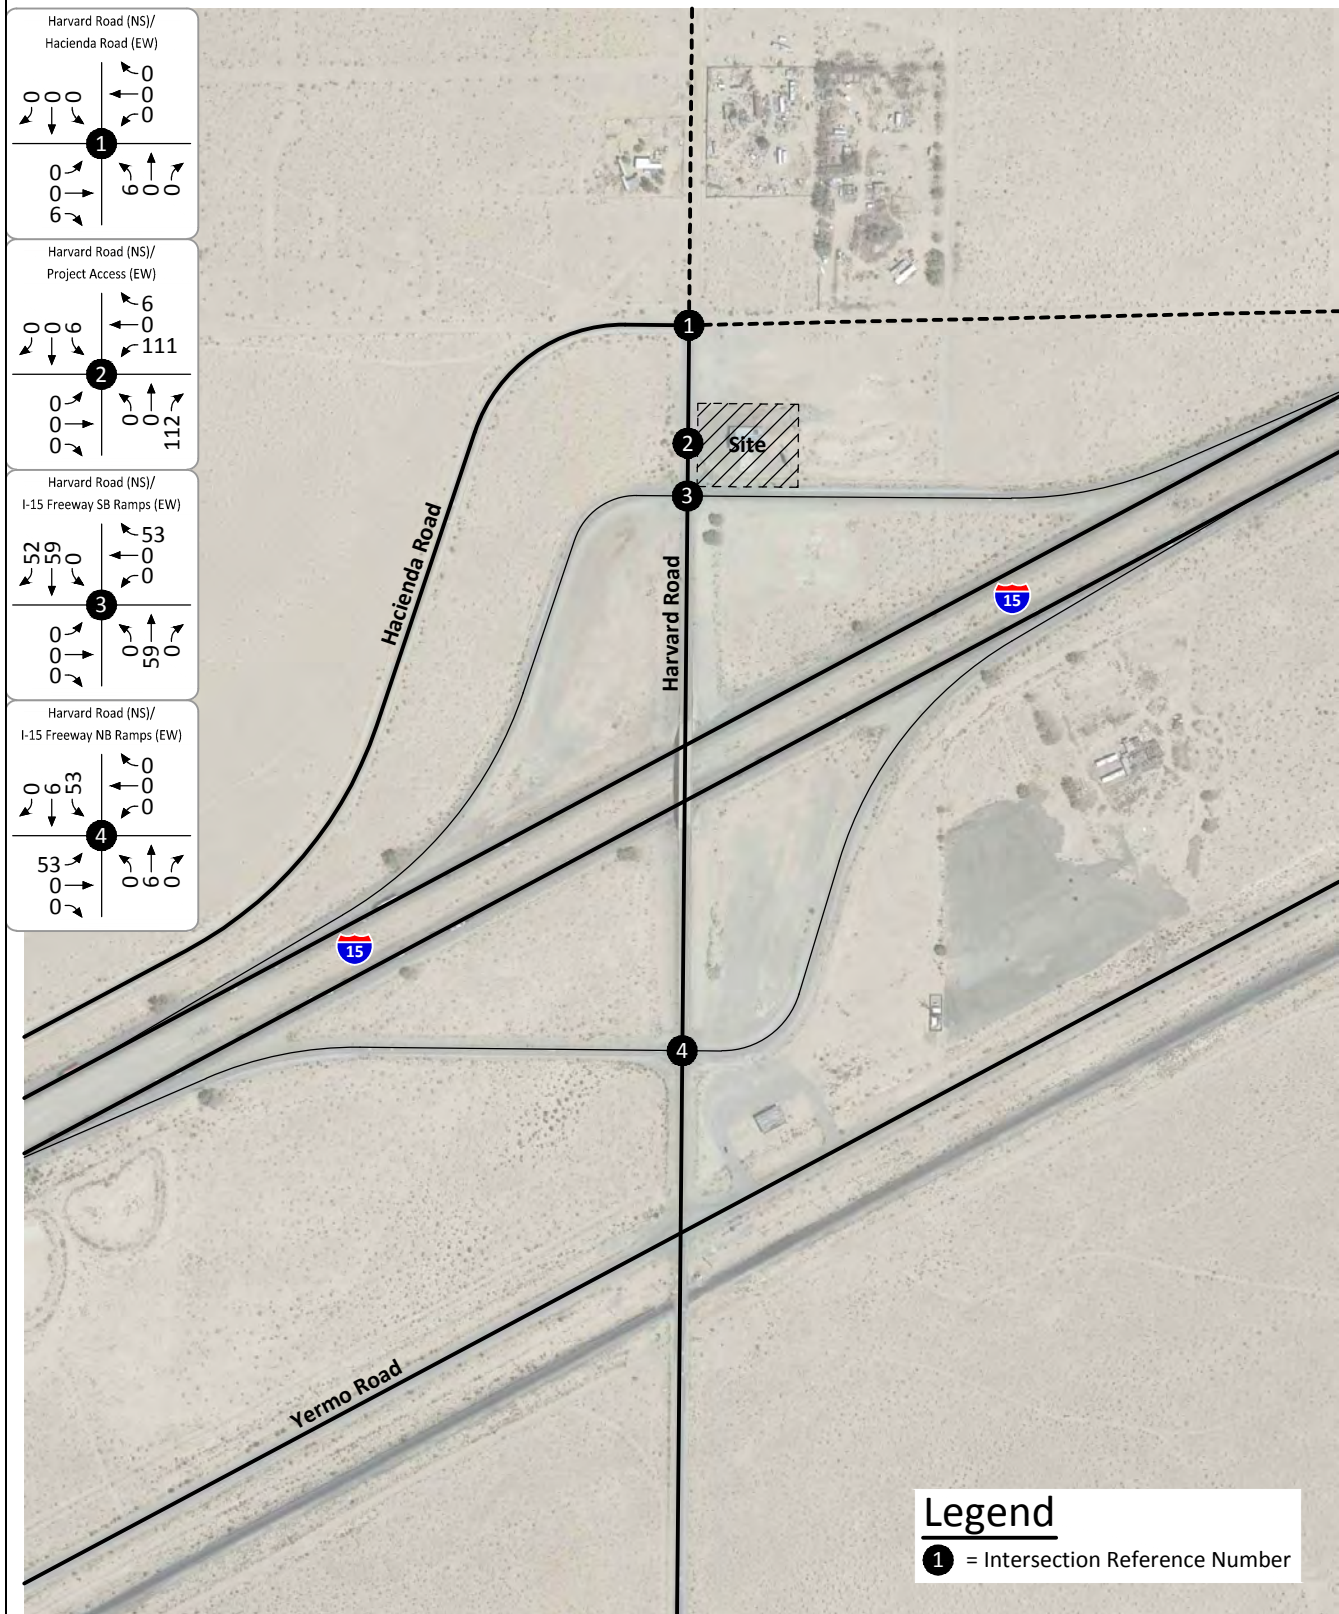 Harvard Road (NS)/
Hacienda Road (EW)
0 0 0
0
0
0
1
0
0
6
6 0 0
Harvard Road (NS)/
Project Access (EW)
0 0 6
6
0
111
2
0
0
0
0 0 112
Harvard Road (NS)/
I-15 Freeway SB Ramps (EW)
52 59 0
53
0
0
3
0
0
0
0 59 0
Harvard Road (NS)/
I-15 Freeway NB Ramps (EW)
0 6 53
0
0
0
4
53
0
0
0 6 0
1
2
Site
3
Hacienda Road
Harvard Road
15
15
4
Yermo Road
Legend
1 = Intersection Reference Number